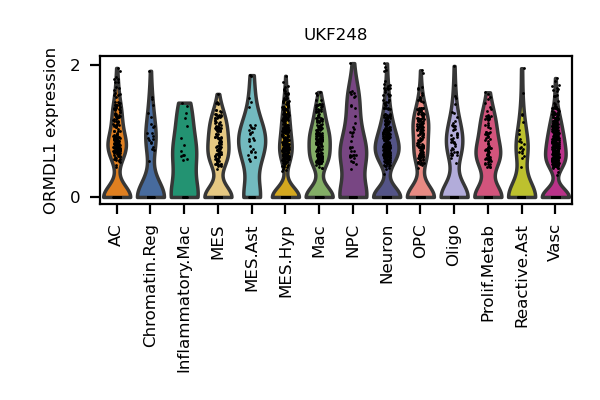 UKF248
ORMDL1 expression
2
0
AC
Chromatin.Reg
Inflammatory.Mac
MES
MES.Ast
MES.Hyp
Mac
NPC
Neuron
OPC
Oligo
Prolif.Metab
Reactive.Ast
Vasc